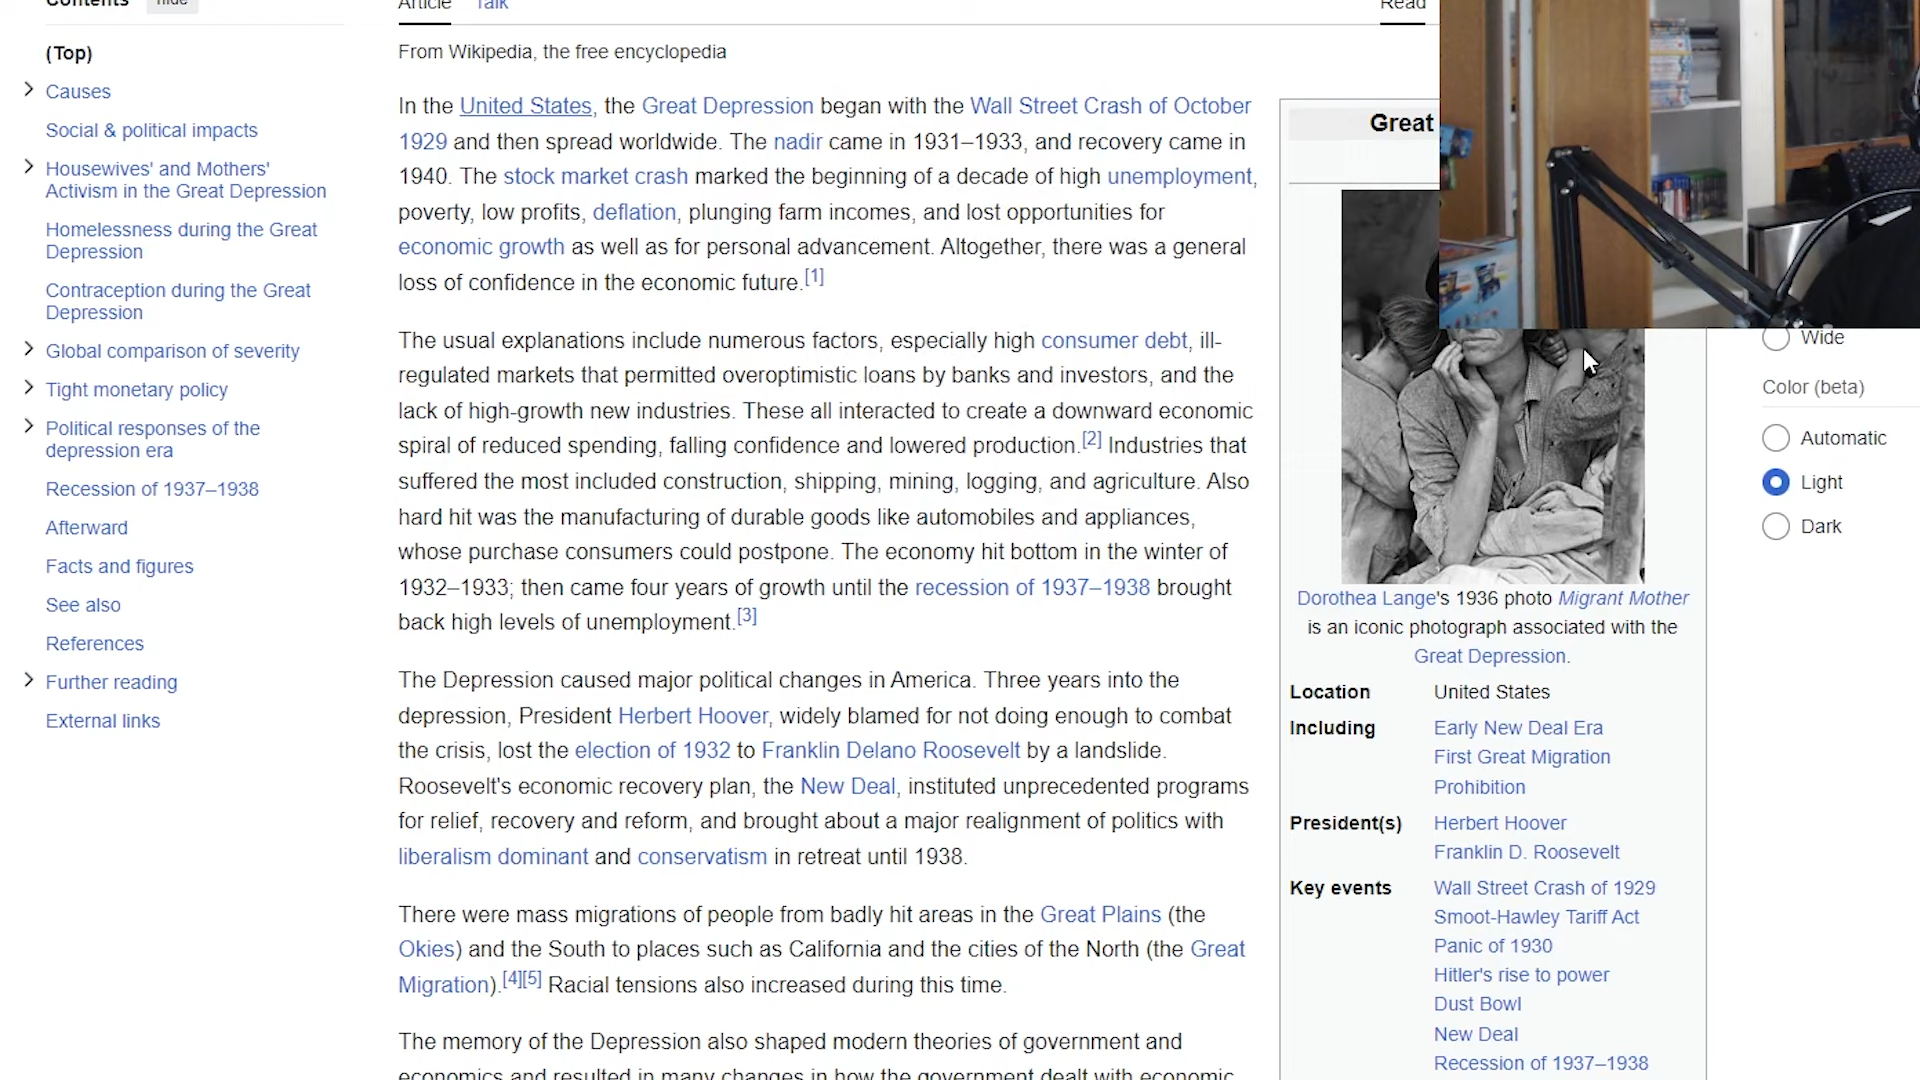 Contents hide
(Top)
Causes
Social & political impacts
Housewives' and Mothers'
Activism in the Great Depression
Homelessness during the Great
Depression
Contraception during the Great
Depression
Global comparison of severity
Tight monetary policy
Political responses of the
depression era
Recession of 1937–1938
Afterward
Facts and figures
See also
References
Further reading
External links
Article Talk
Read
From Wikipedia, the free encyclopedia
In the United States, the Great Depression began with the Wall Street Crash of October
1929 and then spread worldwide. The nadir came in 1931–1933, and recovery came in
1940. The stock market crash marked the beginning of a decade of high unemployment,
poverty, low profits, deflation, plunging farm incomes, and lost opportunities for
economic growth as well as for personal advancement. Altogether, there was a general
loss of confidence in the economic future.[1]
The usual explanations include numerous factors, especially high consumer debt, ill-
regulated markets that permitted overoptimistic loans by banks and investors, and the
lack of high-growth new industries. These all interacted to create a downward economic
spiral of reduced spending, falling confidence and lowered production.[2] Industries that
suffered the most included construction, shipping, mining, logging, and agriculture. Also
hard hit was the manufacturing of durable goods like automobiles and appliances,
whose purchase consumers could postpone. The economy hit bottom in the winter of
1932–1933; then came four years of growth until the recession of 1937–1938 brought
back high levels of unemployment.[3]
The Depression caused major political changes in America. Three years into the
depression, President Herbert Hoover, widely blamed for not doing enough to combat
the crisis, lost the election of 1932 to Franklin Delano Roosevelt by a landslide.
Roosevelt's economic recovery plan, the New Deal, instituted unprecedented programs
for relief, recovery and reform, and brought about a major realignment of politics with
liberalism dominant and conservatism in retreat until 1938.
There were mass migrations of people from badly hit areas in the Great Plains (the
Okies) and the South to places such as California and the cities of the North (the Great
Migration).[4][5] Racial tensions also increased during this time.
The memory of the Depression also shaped modern theories of government and
economics and resulted in many changes in how the government dealt with economic
Great
Dorothea Lange's 1936 photo Migrant Mother
is an iconic photograph associated with the
Great Depression.
Location United States
Including Early New Deal Era
First Great Migration
Prohibition
President(s) Herbert Hoover
Franklin D. Roosevelt
Key events Wall Street Crash of 1929
Smoot-Hawley Tariff Act
Panic of 1930
Hitler's rise to power
Dust Bowl
New Deal
Recession of 1937–1938
Wide
Color (beta)
Automatic
Light
Dark